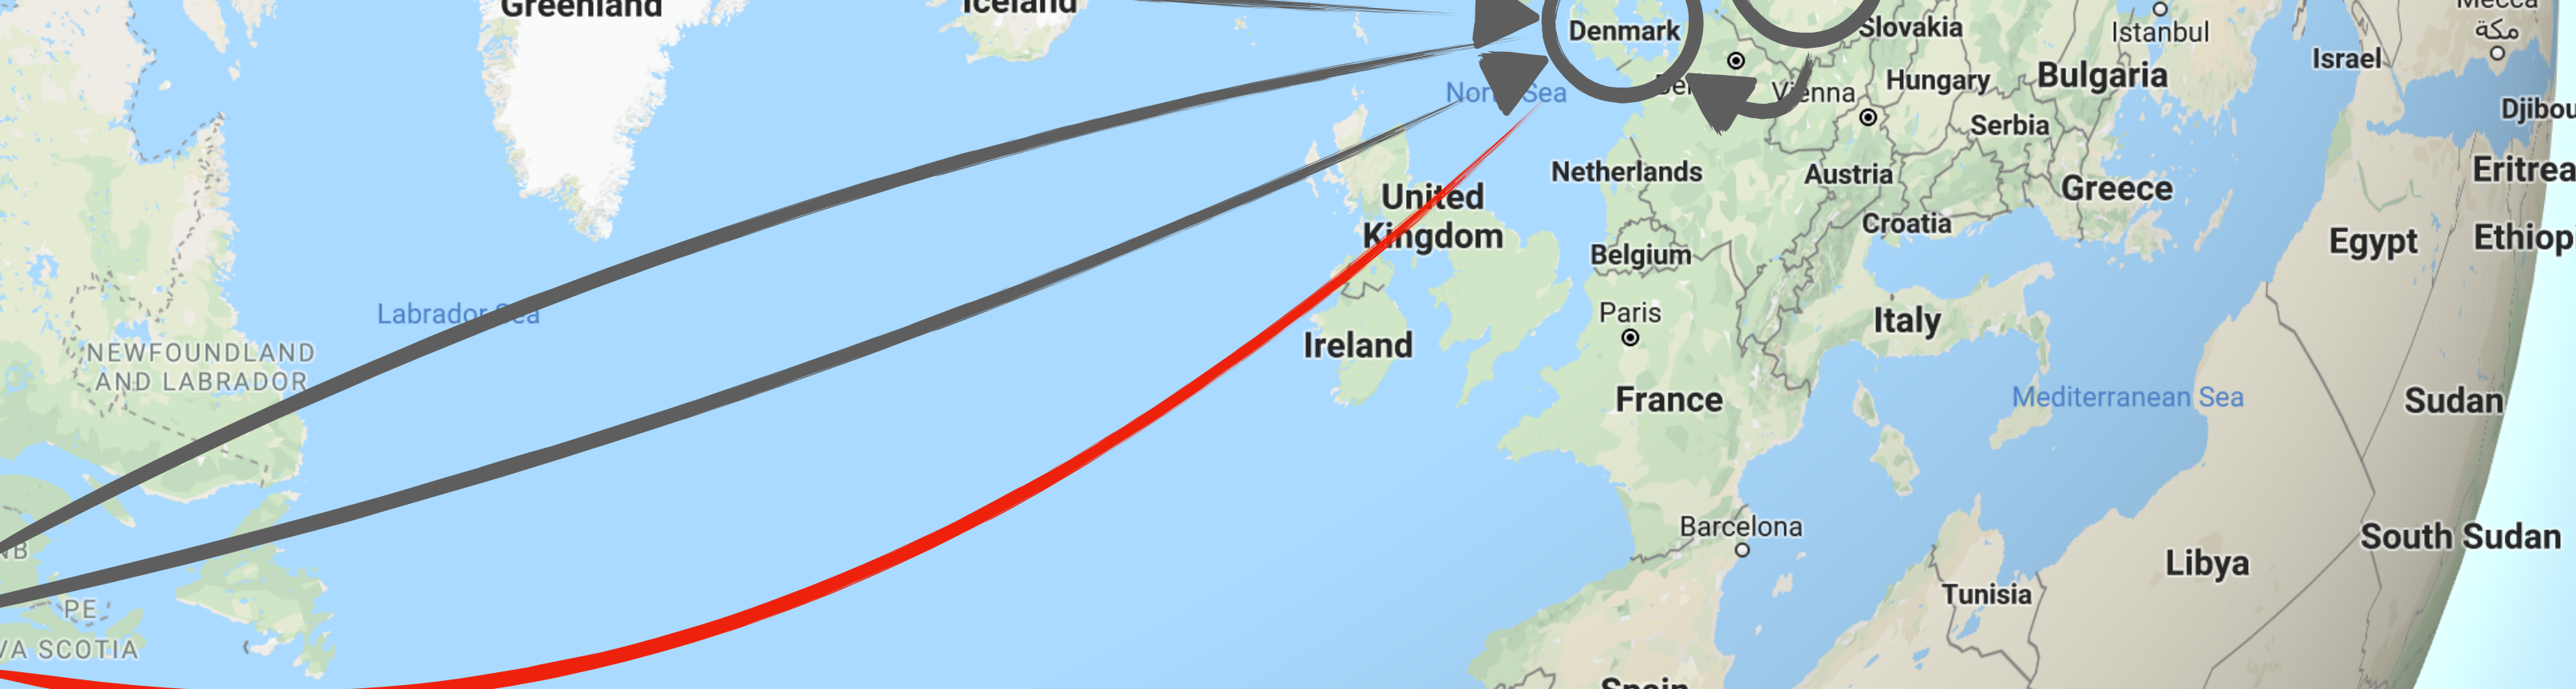 Greenland
Iceland
Denmark
Slovakia
Istanbul
Mecca
مكة
Israel
Hungary
Bulgaria
North Sea
Vienna
Djibou
Serbia
Netherlands
Austria
Greece
Eritrea
United
Kingdom
Croatia
Belgium
Egypt
Ethiop
Labrador Sea
Paris
Italy
Ireland
NEWFOUNDLAND
AND LABRADOR
France
Mediterranean Sea
Sudan
Barcelona
South Sudan
NB
Libya
Tunisia
PE
VA SCOTIA
Spain